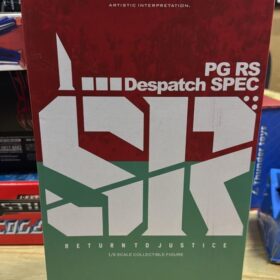 ARTISTIC INTERPRETATION.
PG RS
Despatch SPEC
SR
RETURN TO JUSTICE
1/6 SCALE COLLECTIBLE FIGURE